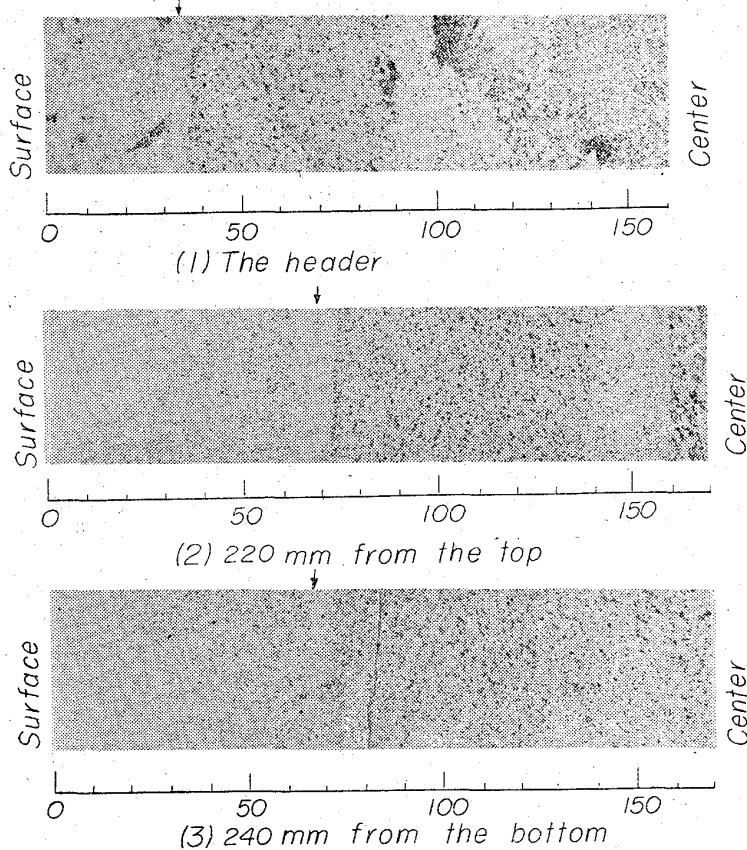 Surface
Center
0 50 100 150
(1) The header
Surface
Center
0 50 100 150
(2) 220 mm from the top
Surface
Center
0 50 100 150
(3) 240 mm from the bottom